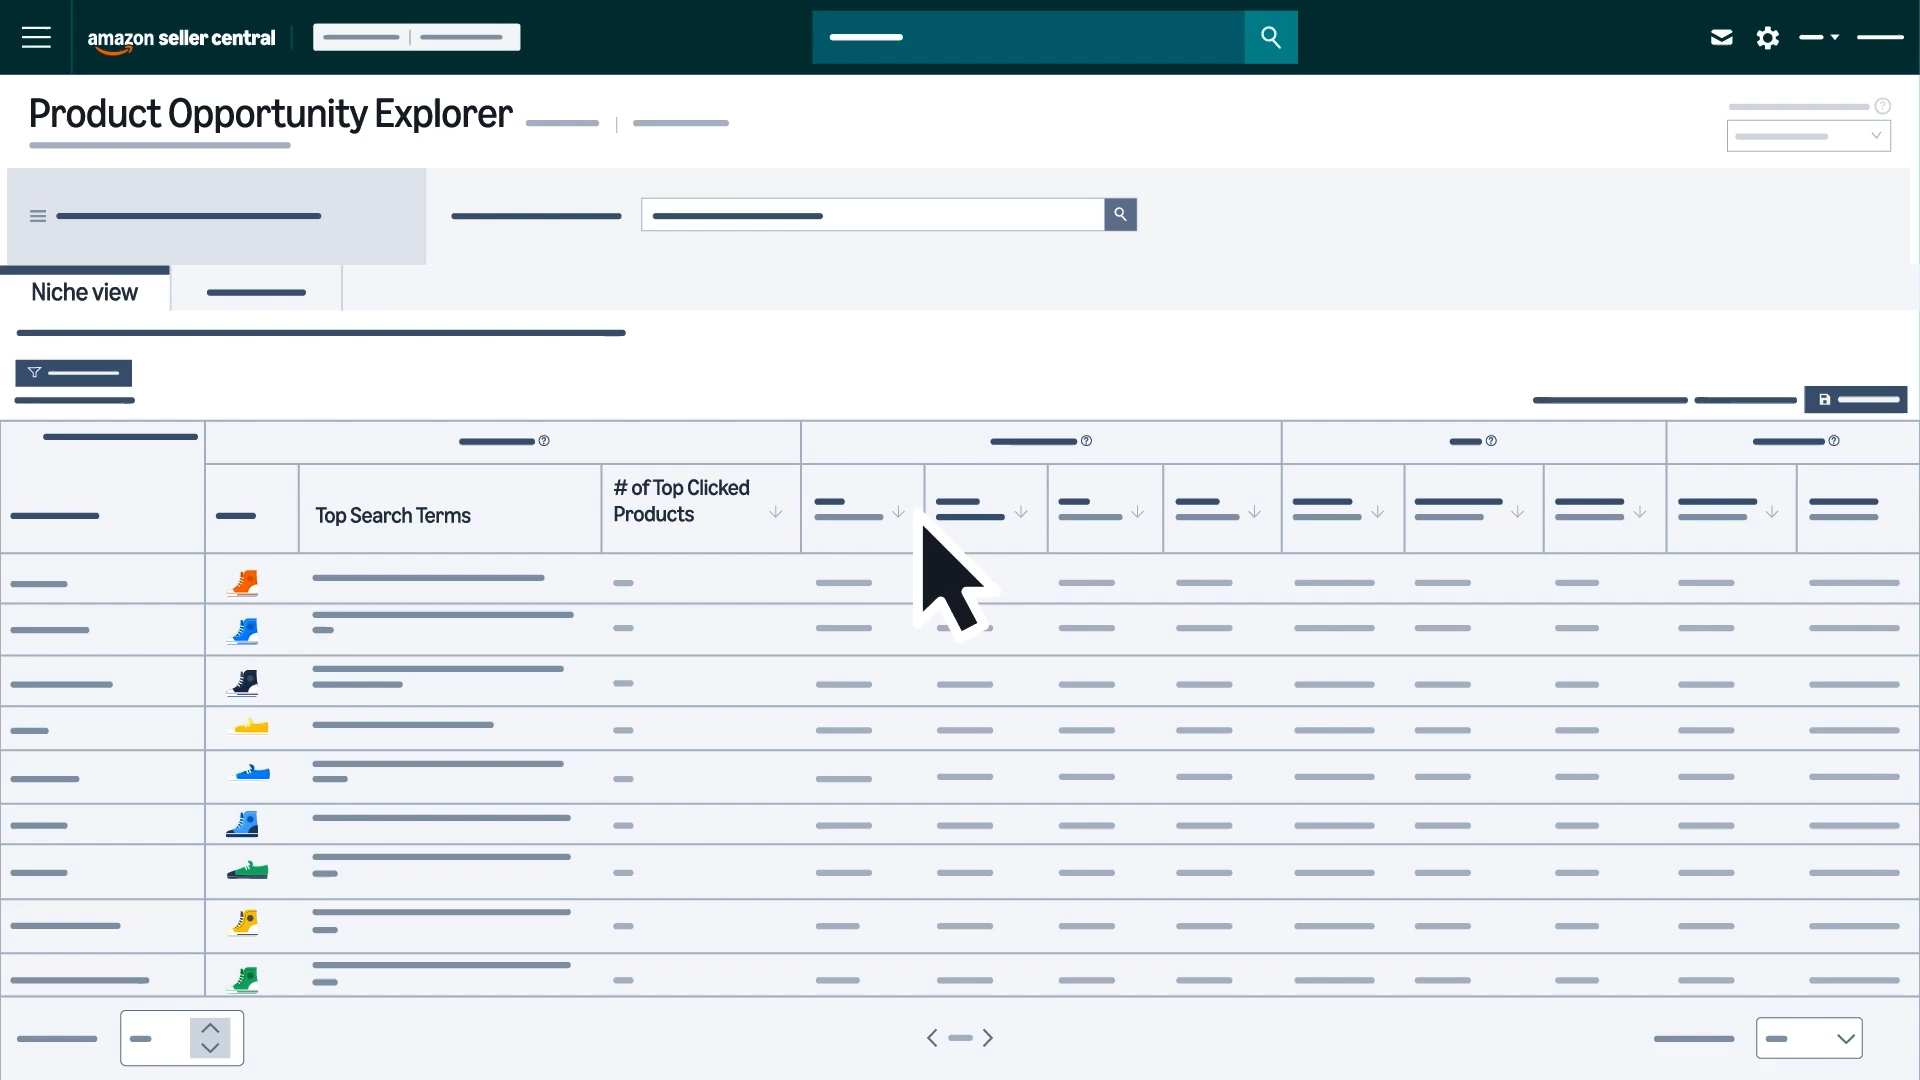 amazon seller central
Product Opportunity Explorer
Niche view
Top Search Terms
# of Top Clicked
Products